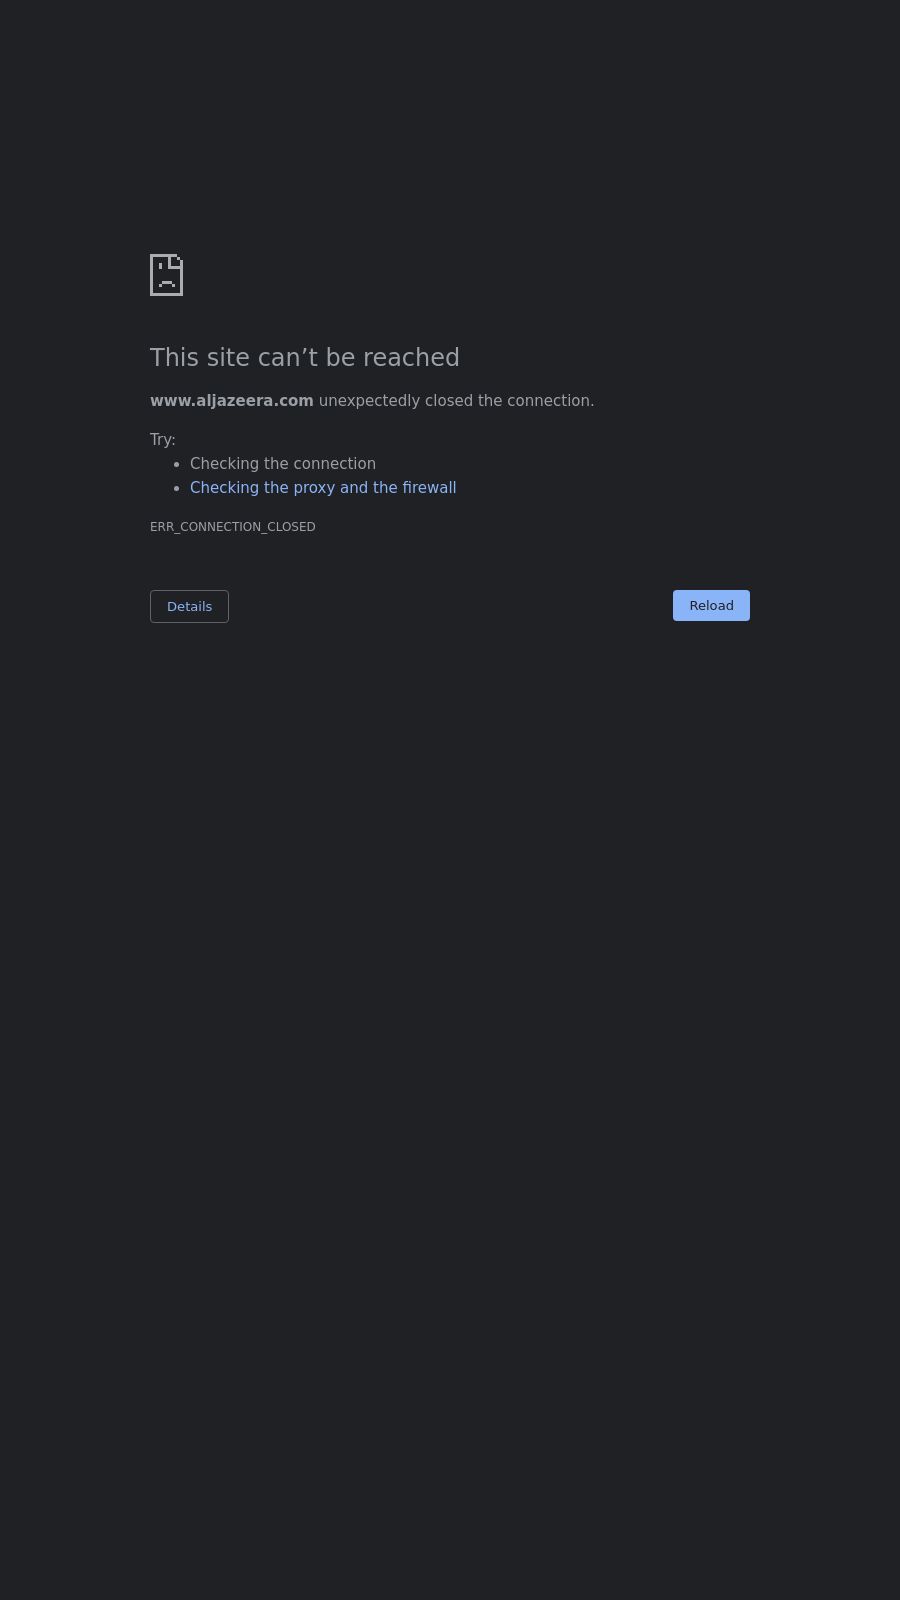 This site can’t be reached
www.aljazeera.com unexpectedly closed the connection.
Try:
Checking the connection
Checking the proxy and the firewall
ERR_CONNECTION_CLOSED
Details
Reload